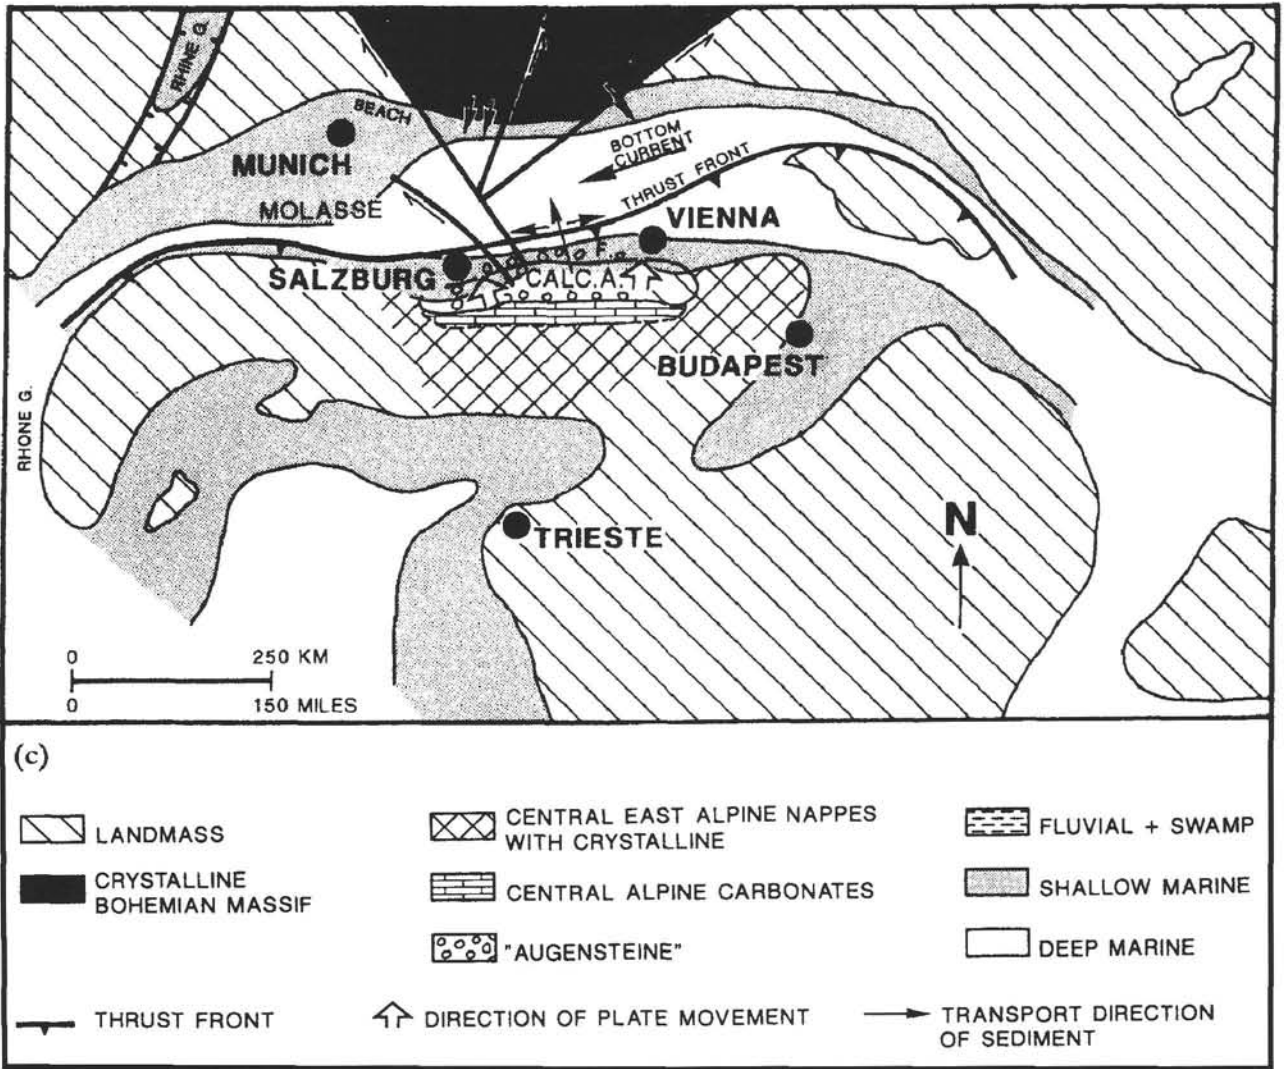 RHINE G.
BEACH
MUNICH
MOLASSE
BOTTOM
CURRENT
THRUST FRONT
VIENNA
F.
SALZBURG
CALC. A.
BUDAPEST
RHONE G.
TRIESTE
N
0 250 KM
0 150 MILES
(c)
LANDMASS
CRYSTALLINE
BOHEMIAN MASSIF
CENTRAL EAST ALPINE NAPPES
WITH CRYSTALLINE
CENTRAL ALPINE CARBONATES
"AUGENSTEINE"
FLUVIAL + SWAMP
SHALLOW MARINE
DEEP MARINE
THRUST FRONT
DIRECTION OF PLATE MOVEMENT
TRANSPORT DIRECTION
OF SEDIMENT